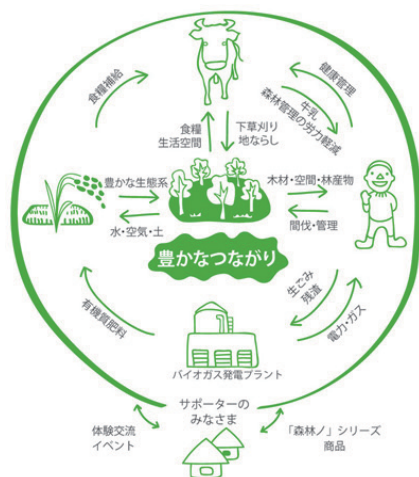 食糧補給
健康管理
牛乳
森林管理の労力軽減
食糧
生活空間
下草刈り
地ならし
豊かな生態系
木材・空間・林産物
水・空気・土
間伐・管理
豊かなつながり
有機質肥料
生ごみ
残渣
電力・ガス
バイオガス発電プラント
サポーターの
みなさま
体験交流
イベント
「森林ノ」シリーズ
商品